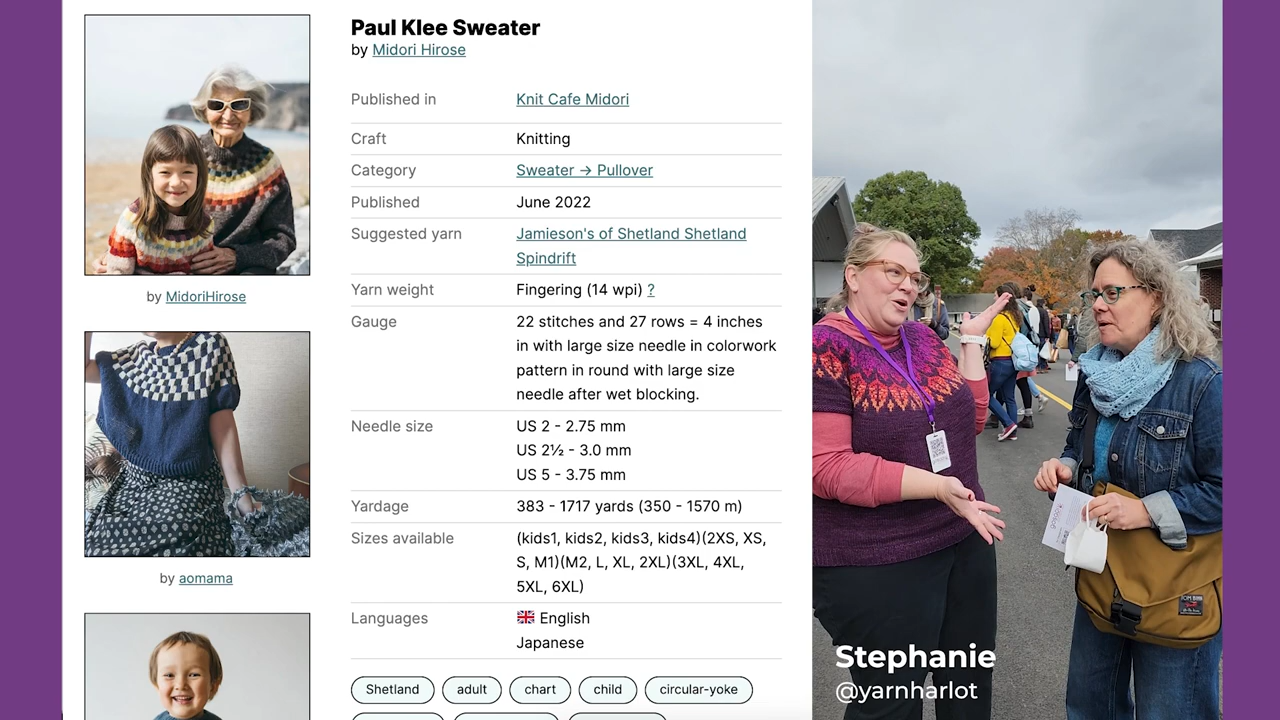 Paul Klee Sweater
by Midori Hirose
Published in Knit Cafe Midori
Craft Knitting
Category Sweater → Pullover
Published June 2022
Suggested yarn Jamieson's of Shetland Shetland
Spindrift
Yarn weight Fingering (14 wpi) ?
Gauge 22 stitches and 27 rows = 4 inches
in with large size needle in colorwork
pattern in round with large size
needle after wet blocking.
Needle size US 2 - 2.75 mm
US 2½ - 3.0 mm
US 5 - 3.75 mm
Yardage 383 - 1717 yards (350 - 1570 m)
Sizes available (kids1, kids2, kids3, kids4)(2XS, XS,
S, M1)(M2, L, XL, 2XL)(3XL, 4XL,
5XL, 6XL)
Languages English
Japanese
Shetland adult chart child circular-yoke
by MidoriHirose
by aomama
TOM BIHN
Stephanie
@yarnharlot